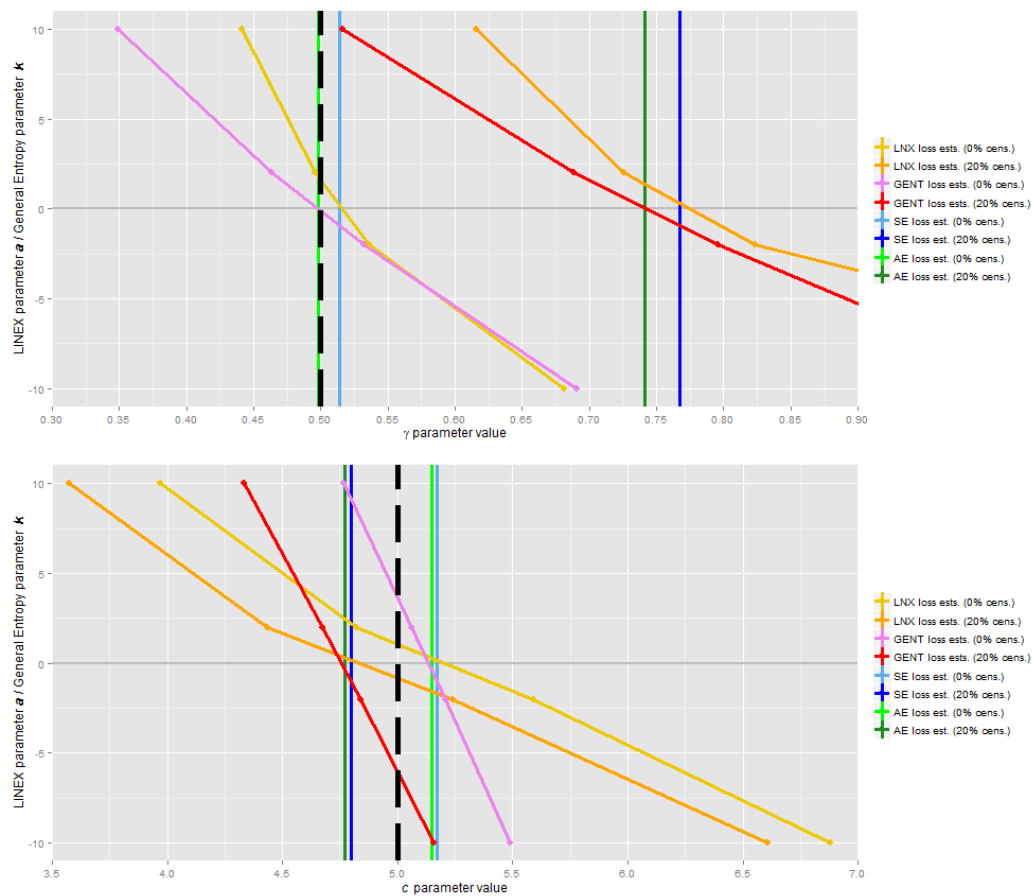 10
5
0
-5
-10
LINEX parameter a / General Entropy parameter k
0.30 0.35 0.40 0.45 0.50 0.55 0.60 0.65 0.70 0.75 0.80 0.85 0.90
γ parameter value
LNX loss ests. (0% cens.)
LNX loss ests. (20% cens.)
GENT loss ests. (0% cens.)
GENT loss ests. (20% cens.)
SE loss est. (0% cens.)
SE loss est. (20% cens.)
AE loss est. (0% cens.)
AE loss est. (20% cens.)
10
5
0
-5
-10
LINEX parameter a / General Entropy parameter k
3.5 4.0 4.5 5.0 5.5 6.0 6.5 7.0
c parameter value
LNX loss ests. (0% cens.)
LNX loss ests. (20% cens.)
GENT loss ests. (0% cens.)
GENT loss ests. (20% cens.)
SE loss est. (0% cens.)
SE loss est. (20% cens.)
AE loss est. (0% cens.)
AE loss est. (20% cens.)